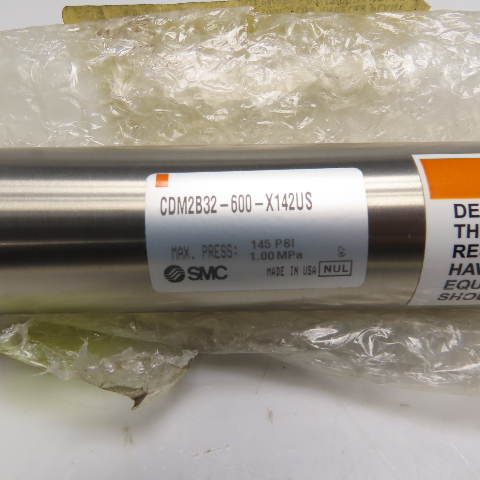 CDM2B32-600-X142US
MAX. PRESS: 145 PSI
1.00 MPa
SMC MADE IN USA NUL
DE
TH
RES
HAV
EQU
SHO